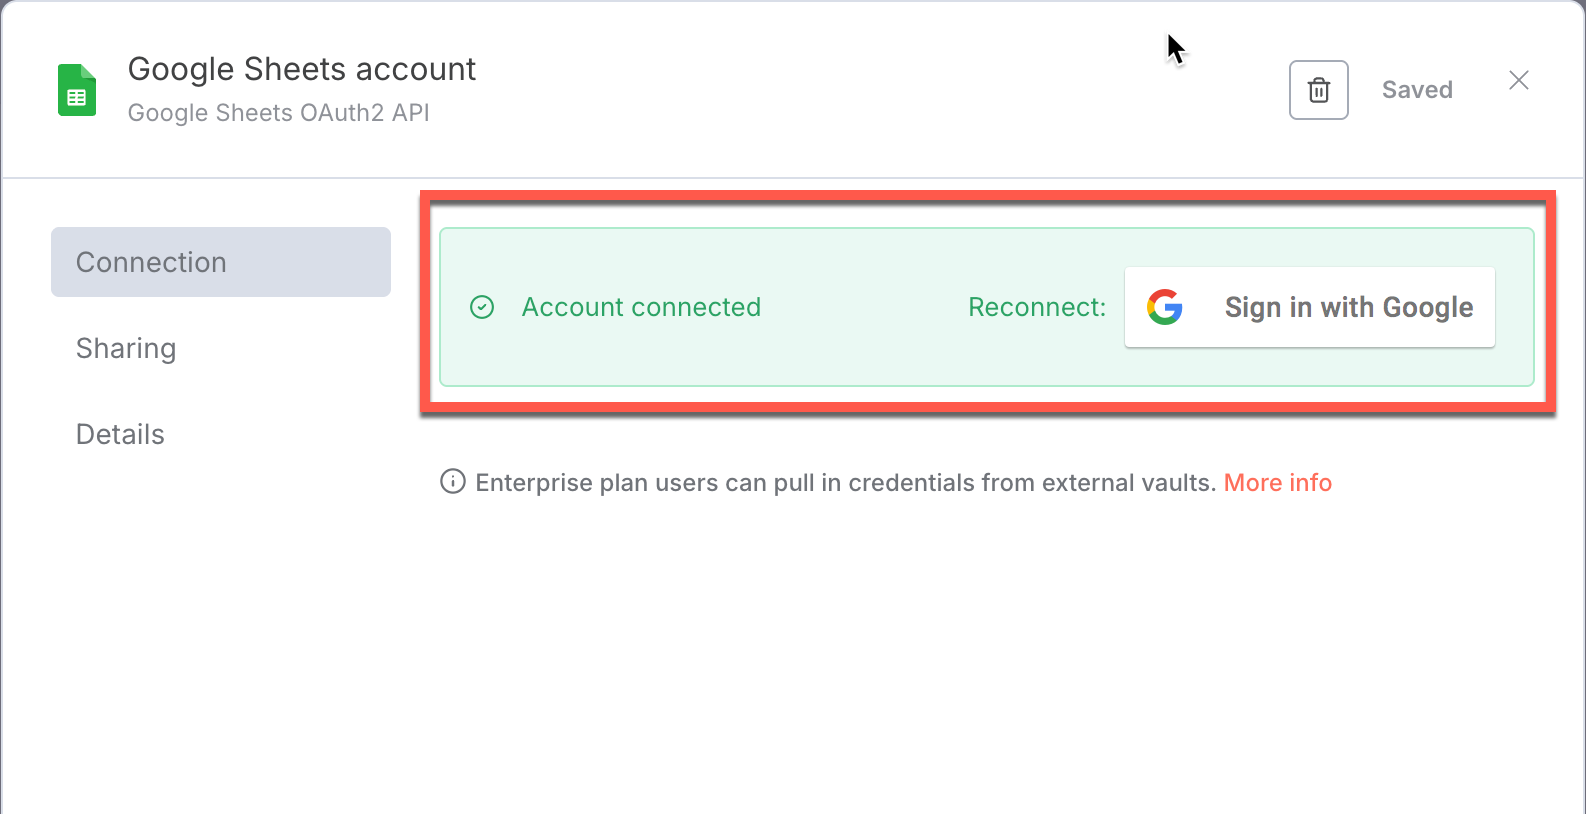 Google Sheets account
Google Sheets OAuth2 API
Saved
Connection
Sharing
Details
Account connected
Reconnect:
Sign in with Google
Enterprise plan users can pull in credentials from external vaults. More info